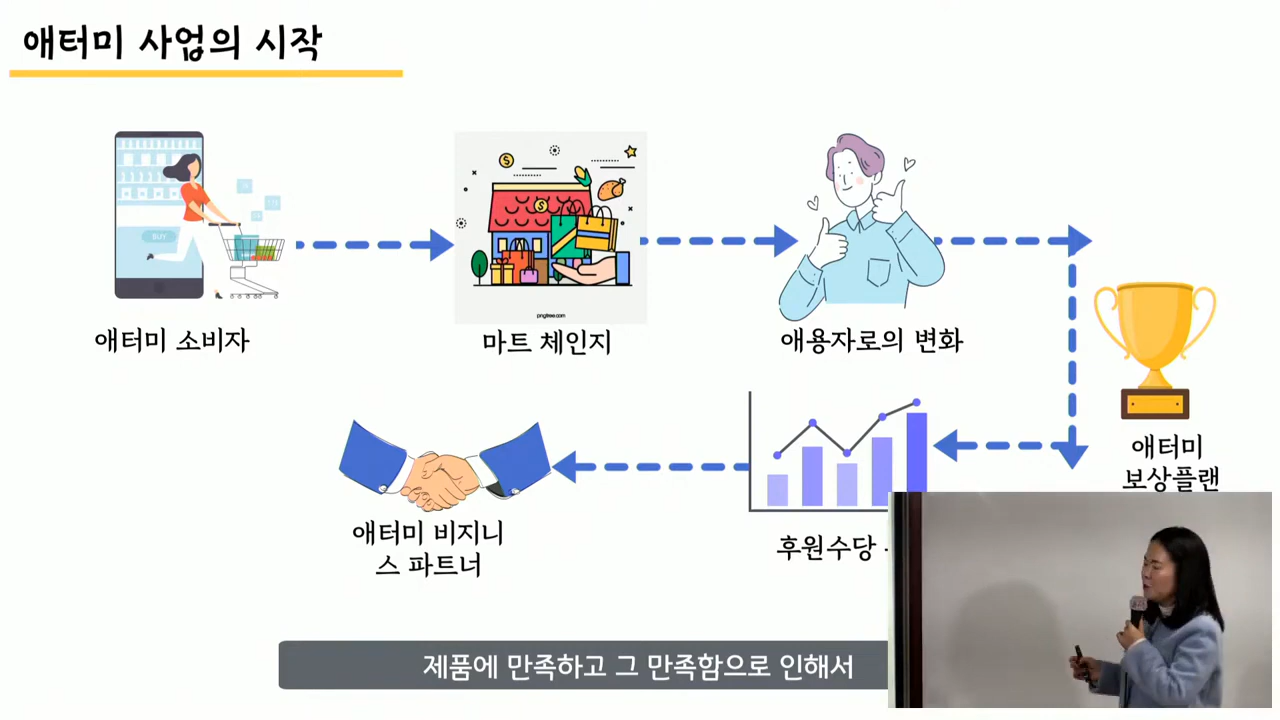 애터미 사업의 시작
BUY
pngtree.com
애터미 소비자
마트 체인지
애용자로의 변화
애터미
보상플랜
후원수당
애터미 비지니
스 파트너
제품에 만족하고 그 만족함으로 인해서